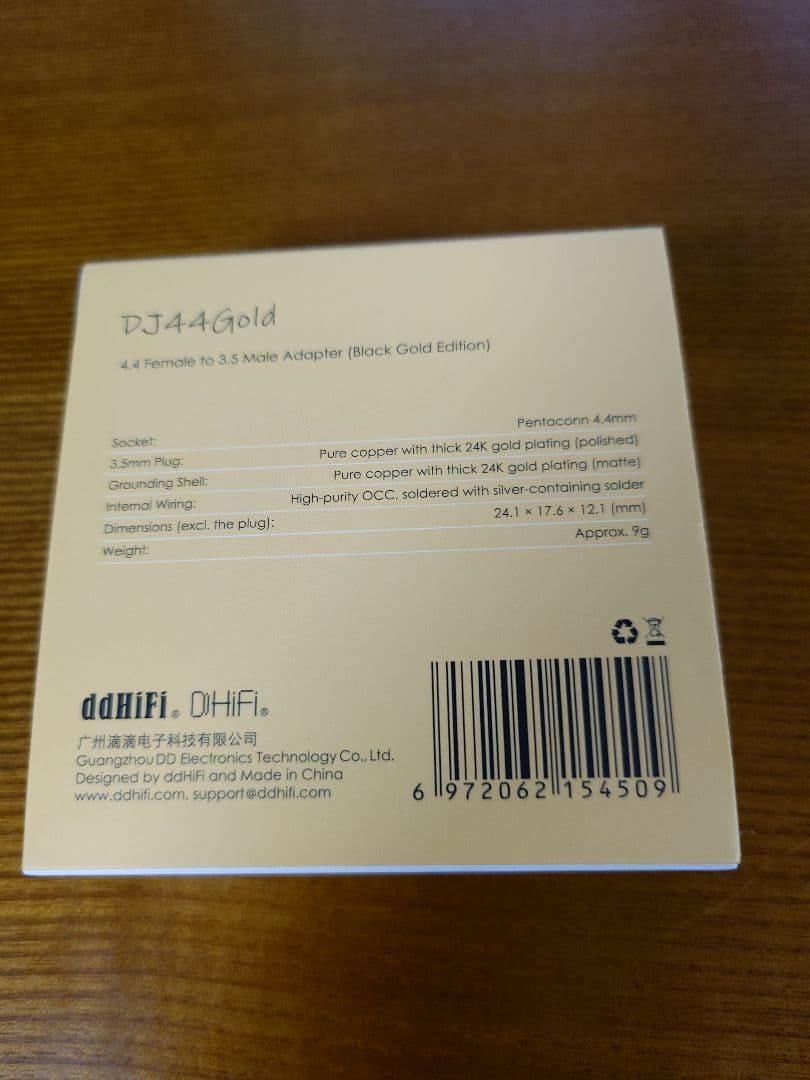 DJ44Gold
4.4 Female to 3.5 Male Adapter (Black Gold Edition)
Socket: Pentaconn 4.4mm
3.5mm Plug: Pure copper with thick 24K gold plating (polished)
Grounding Shell: Pure copper with thick 24K gold plating (matte)
Internal Wiring: High-purity OCC, soldered with silver-containing solder
Dimensions (excl. the plug): 24.1 × 17.6 × 12.1 (mm)
Weight: Approx. 9g
ddHiFi® DD HiFi®
广州滴滴电子科技有限公司
Guangzhou DD Electronics Technology Co., Ltd.
Designed by ddHiFi and Made in China
www.ddhifi.com, support@ddhifi.com
6 972062 154509